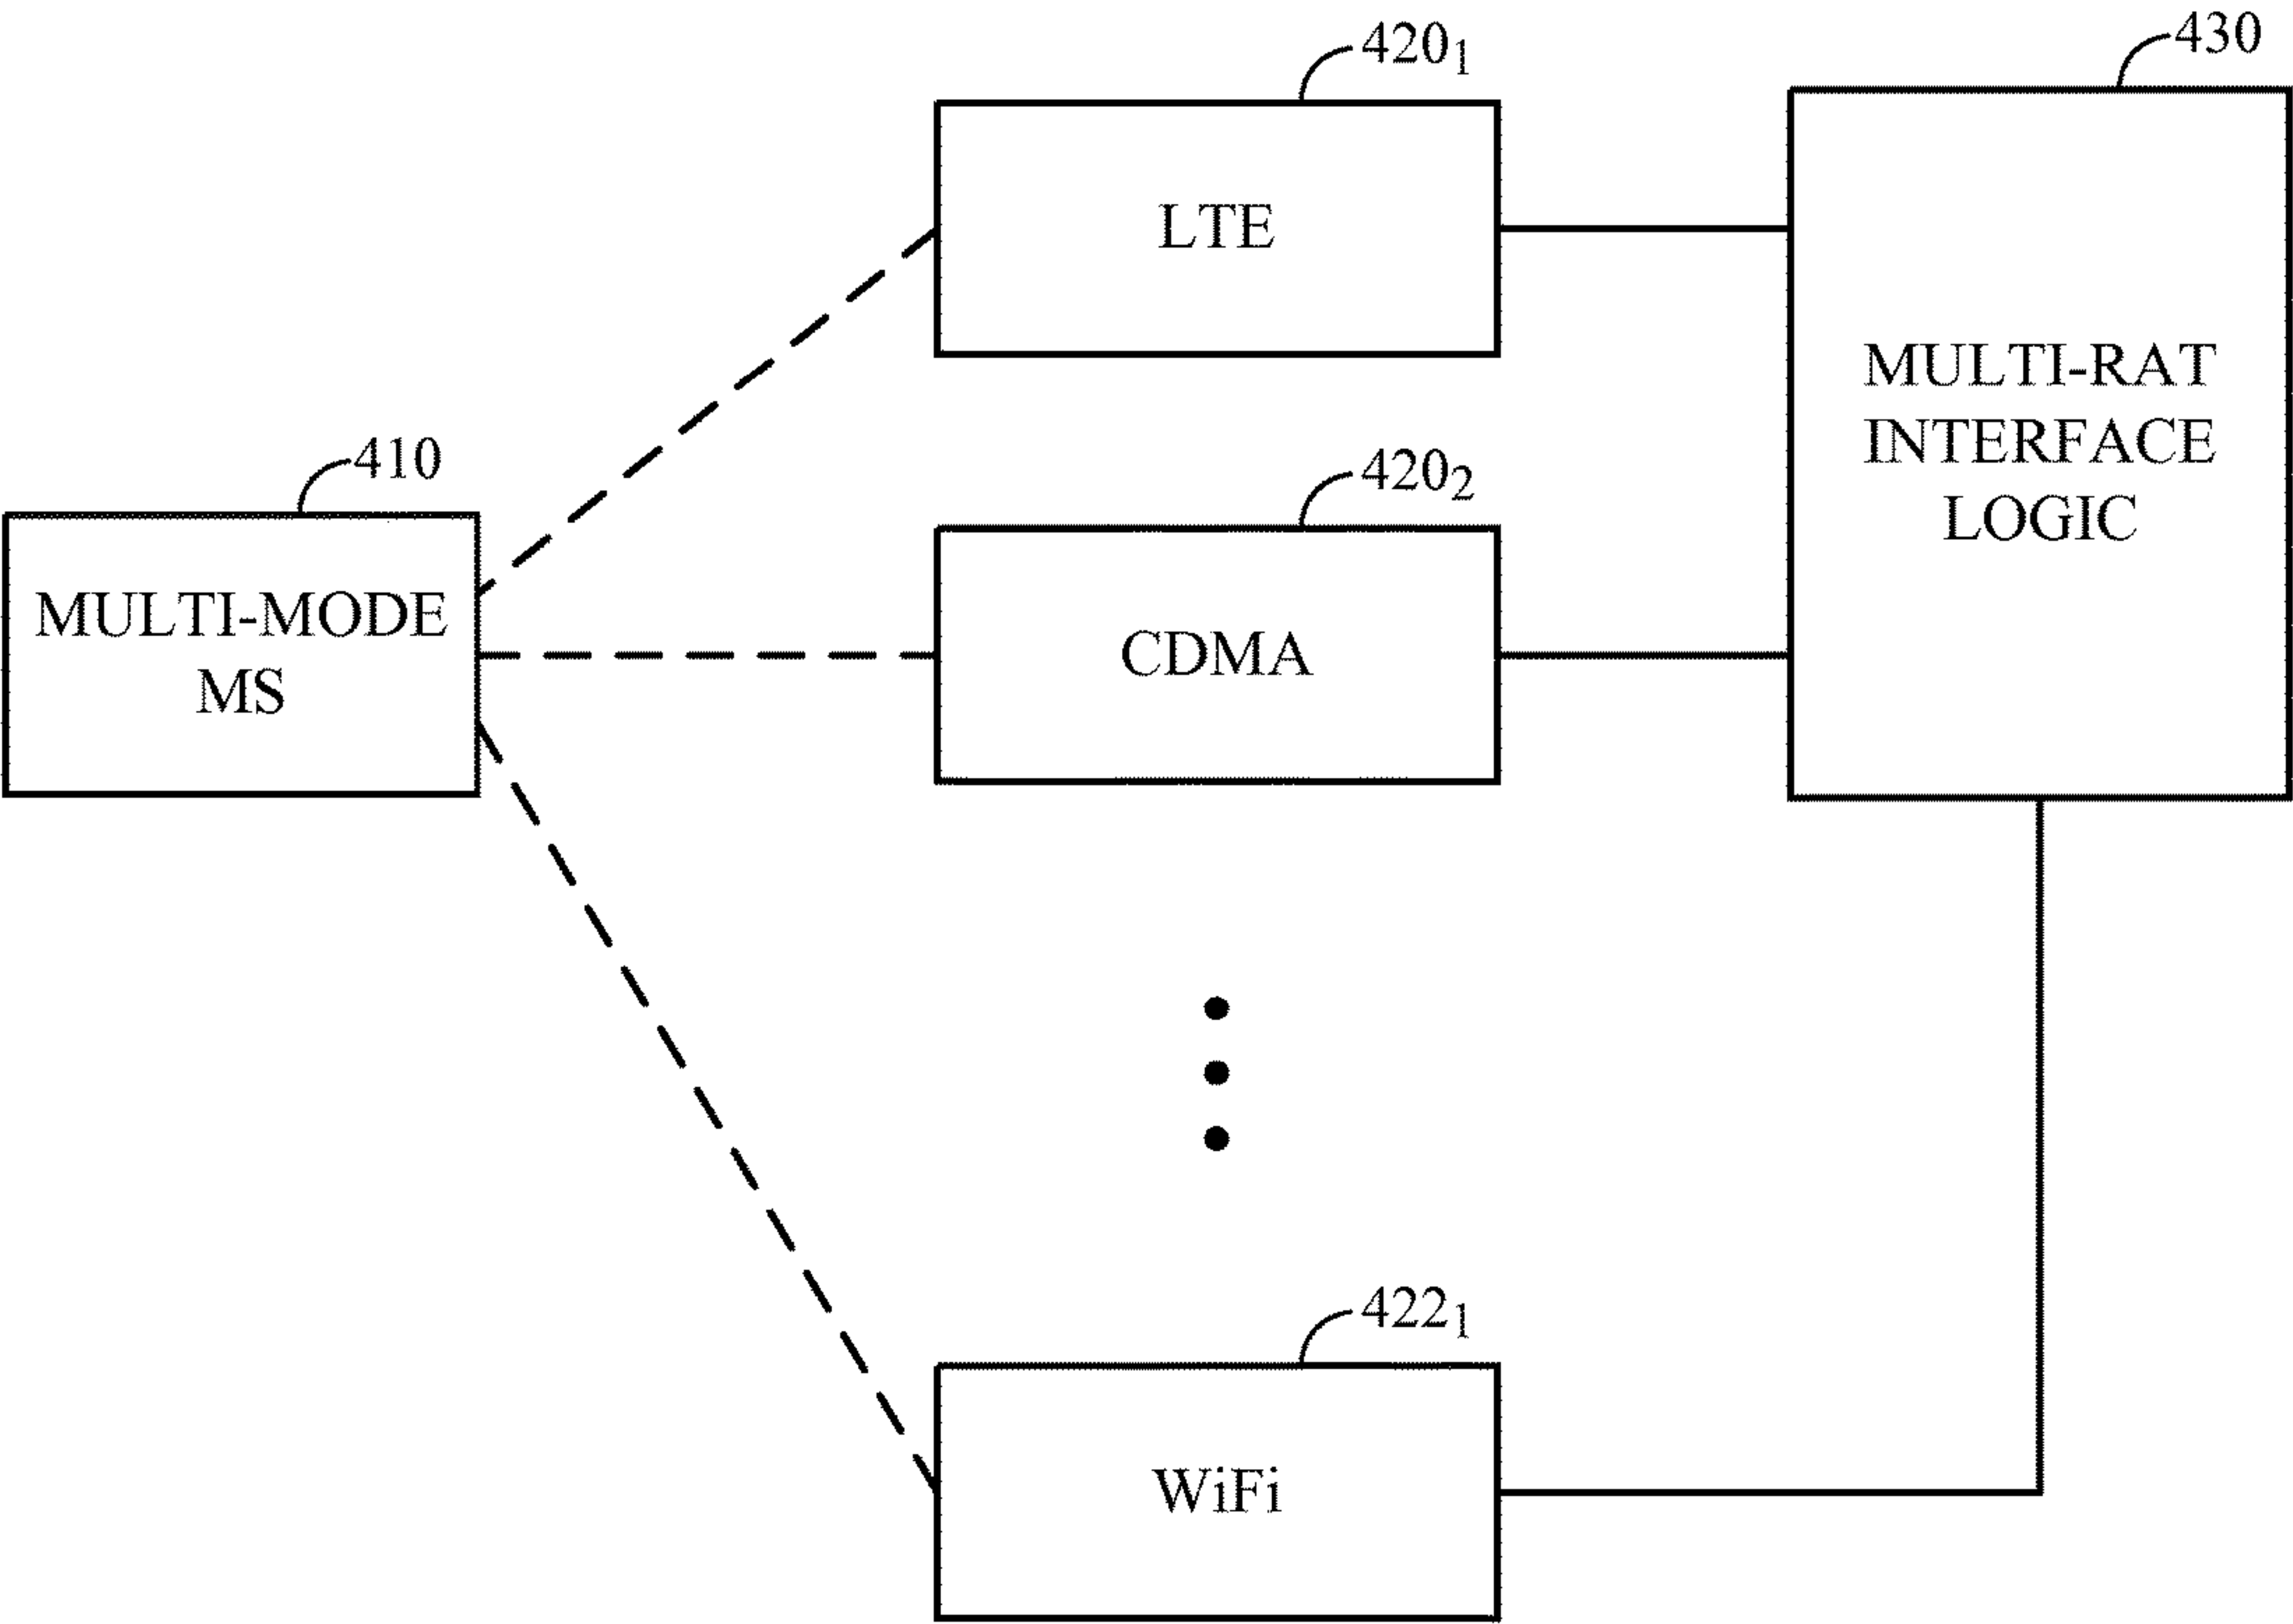 420₁
430
LTE
MULTI-RAT
INTERFACE
LOGIC
410
420₂
MULTI-MODE
MS
CDMA
422₁
WiFi